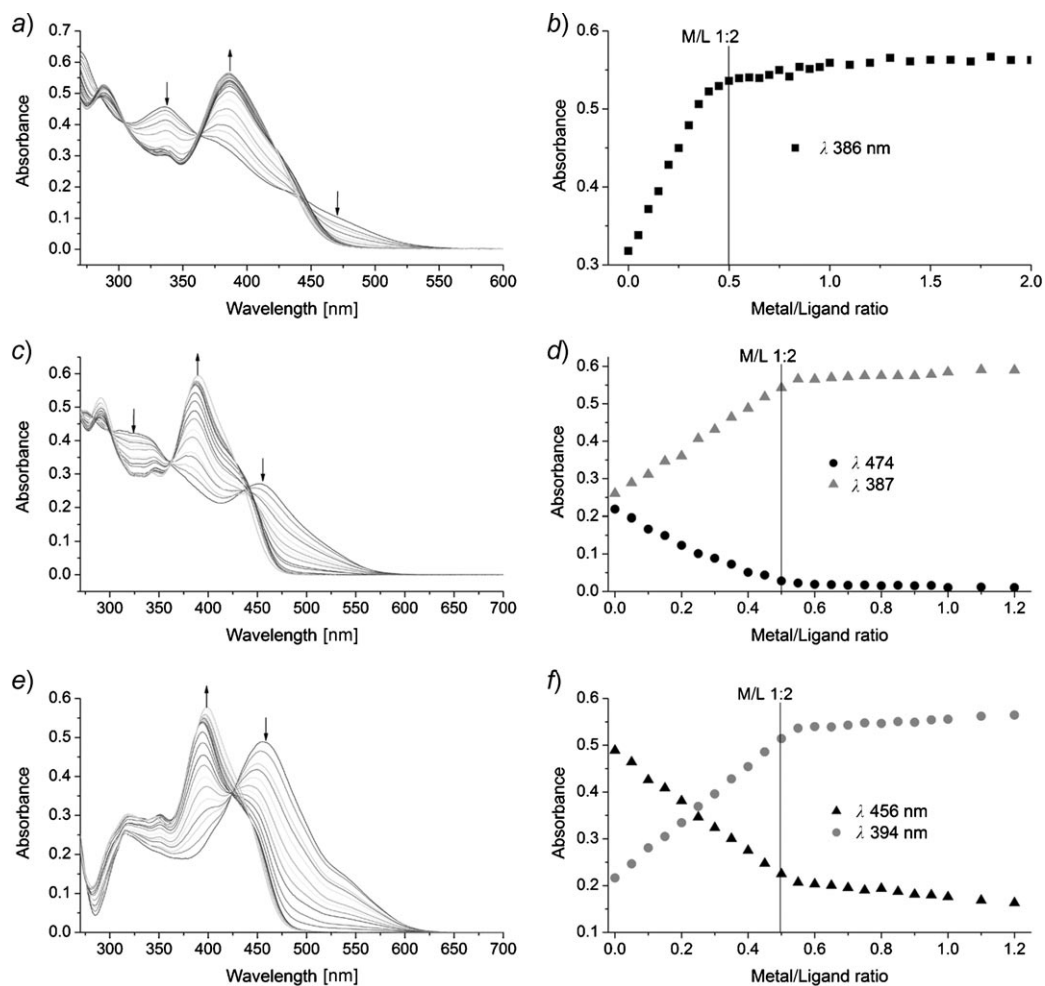 a)
0.7
0.6
0.5
0.4
0.3
0.2
0.1
0.0
Absorbance
300 350 400 450 500 550 600
Wavelength [nm]
b)
M/L 1:2
0.6
0.5
0.4
0.3
Absorbance
λ 386 nm
0.0 0.5 1.0 1.5 2.0
Metal/Ligand ratio
c)
0.6
0.5
0.4
0.3
0.2
0.1
0.0
Absorbance
300 350 400 450 500 550 600 650 700
Wavelength [nm]
d)
M/L 1:2
0.6
0.5
0.4
0.3
0.2
0.1
0.0
Absorbance
λ 474
λ 387
0.0 0.2 0.4 0.6 0.8 1.0 1.2
Metal/Ligand ratio
e)
0.6
0.5
0.4
0.3
0.2
0.1
0.0
Absorbance
300 350 400 450 500 550 600 650 700
Wavelength [nm]
f)
M/L 1:2
0.6
0.5
0.4
0.3
0.2
0.1
Absorbance
λ 456 nm
λ 394 nm
0.0 0.2 0.4 0.6 0.8 1.0 1.2
Metal/Ligand ratio